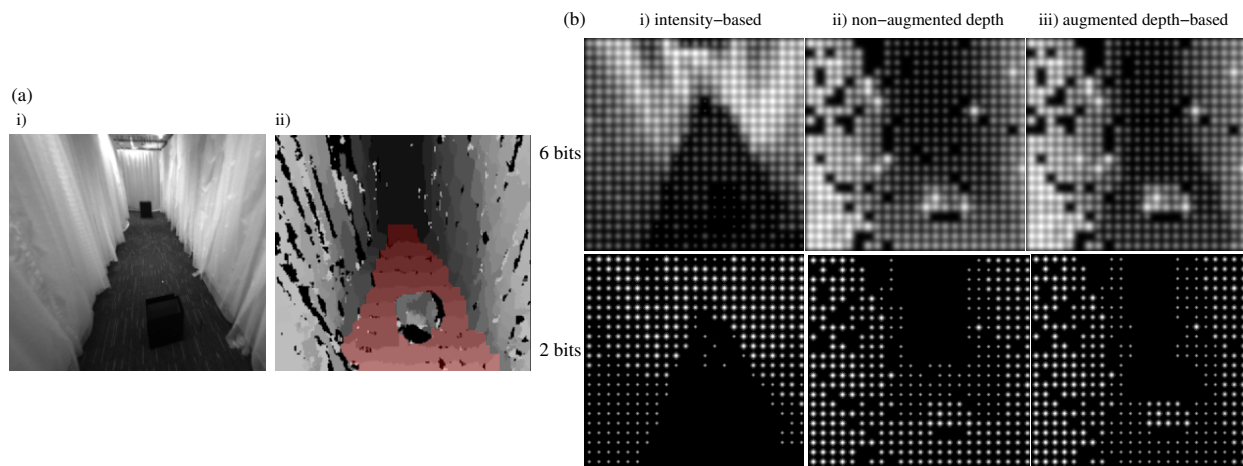 (a)
i)
ii)
(b)
i) intensity−based
ii) non−augmented depth
iii) augmented depth−based
6 bits
2 bits